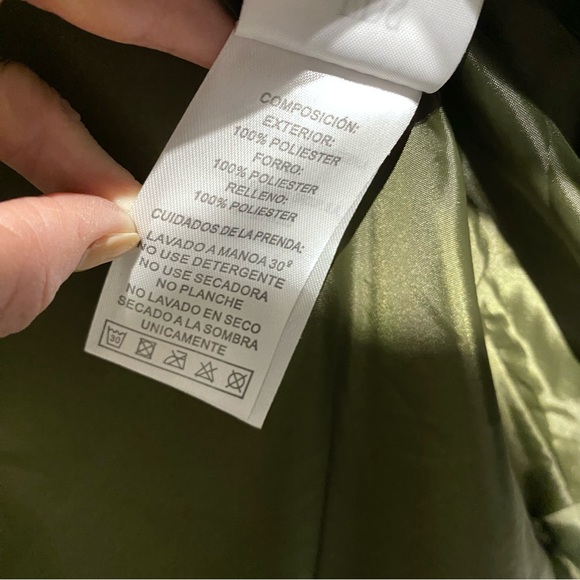 COMPOSICIÓN:
EXTERIOR:
100% POLIESTER
FORRO:
100% POLIESTER
RELLENO:
100% POLIESTER
CUIDADOS DE LA PRENDA:
LAVADO A MANOA 30º
NO USE DETERGENTE
NO USE SECADORA
NO PLANCHE
NO LAVADO EN SECO
SECADO A LA SOMBRA
UNICAMENTE
30